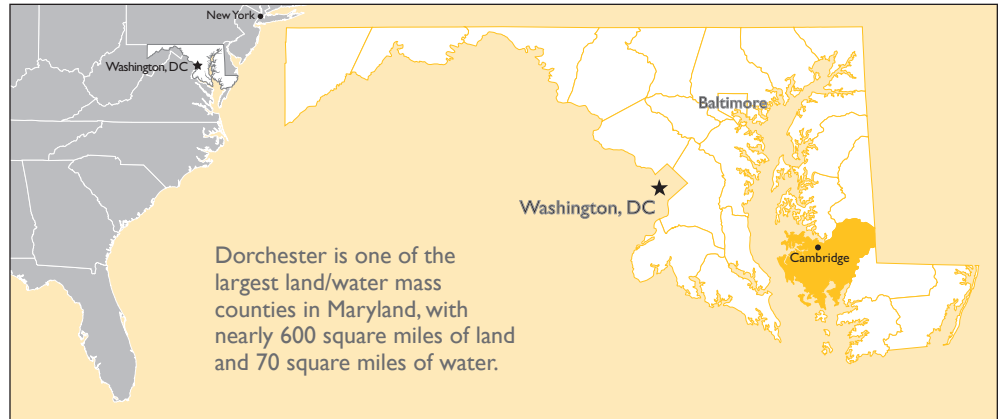 New York
Washington, DC
Baltimore
Washington, DC
Cambridge
Dorchester is one of the
largest land/water mass
counties in Maryland, with
nearly 600 square miles of land
and 70 square miles of water.